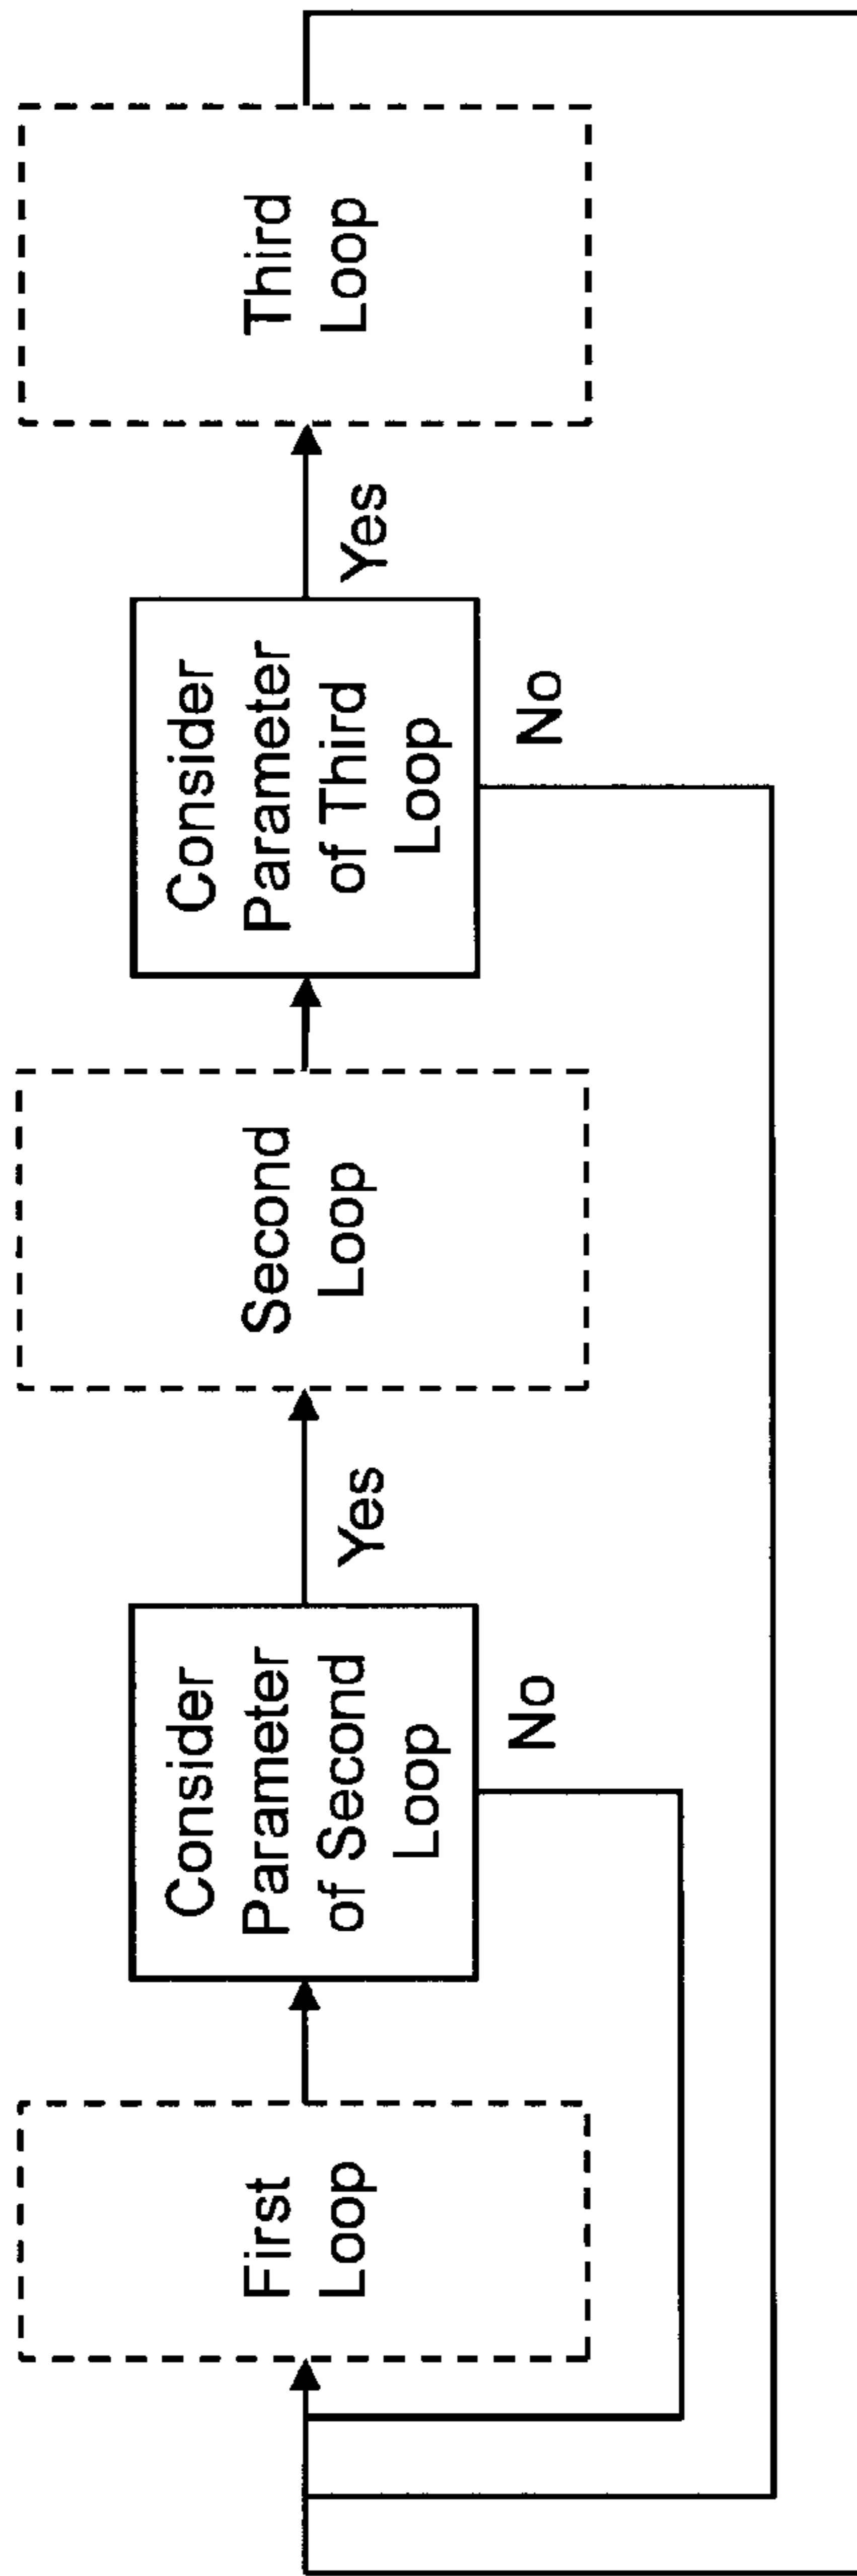 First
Loop
Consider
Parameter
of Second
Loop
Yes
No
Second
Loop
Consider
Parameter
of Third
Loop
Yes
No
Third
Loop